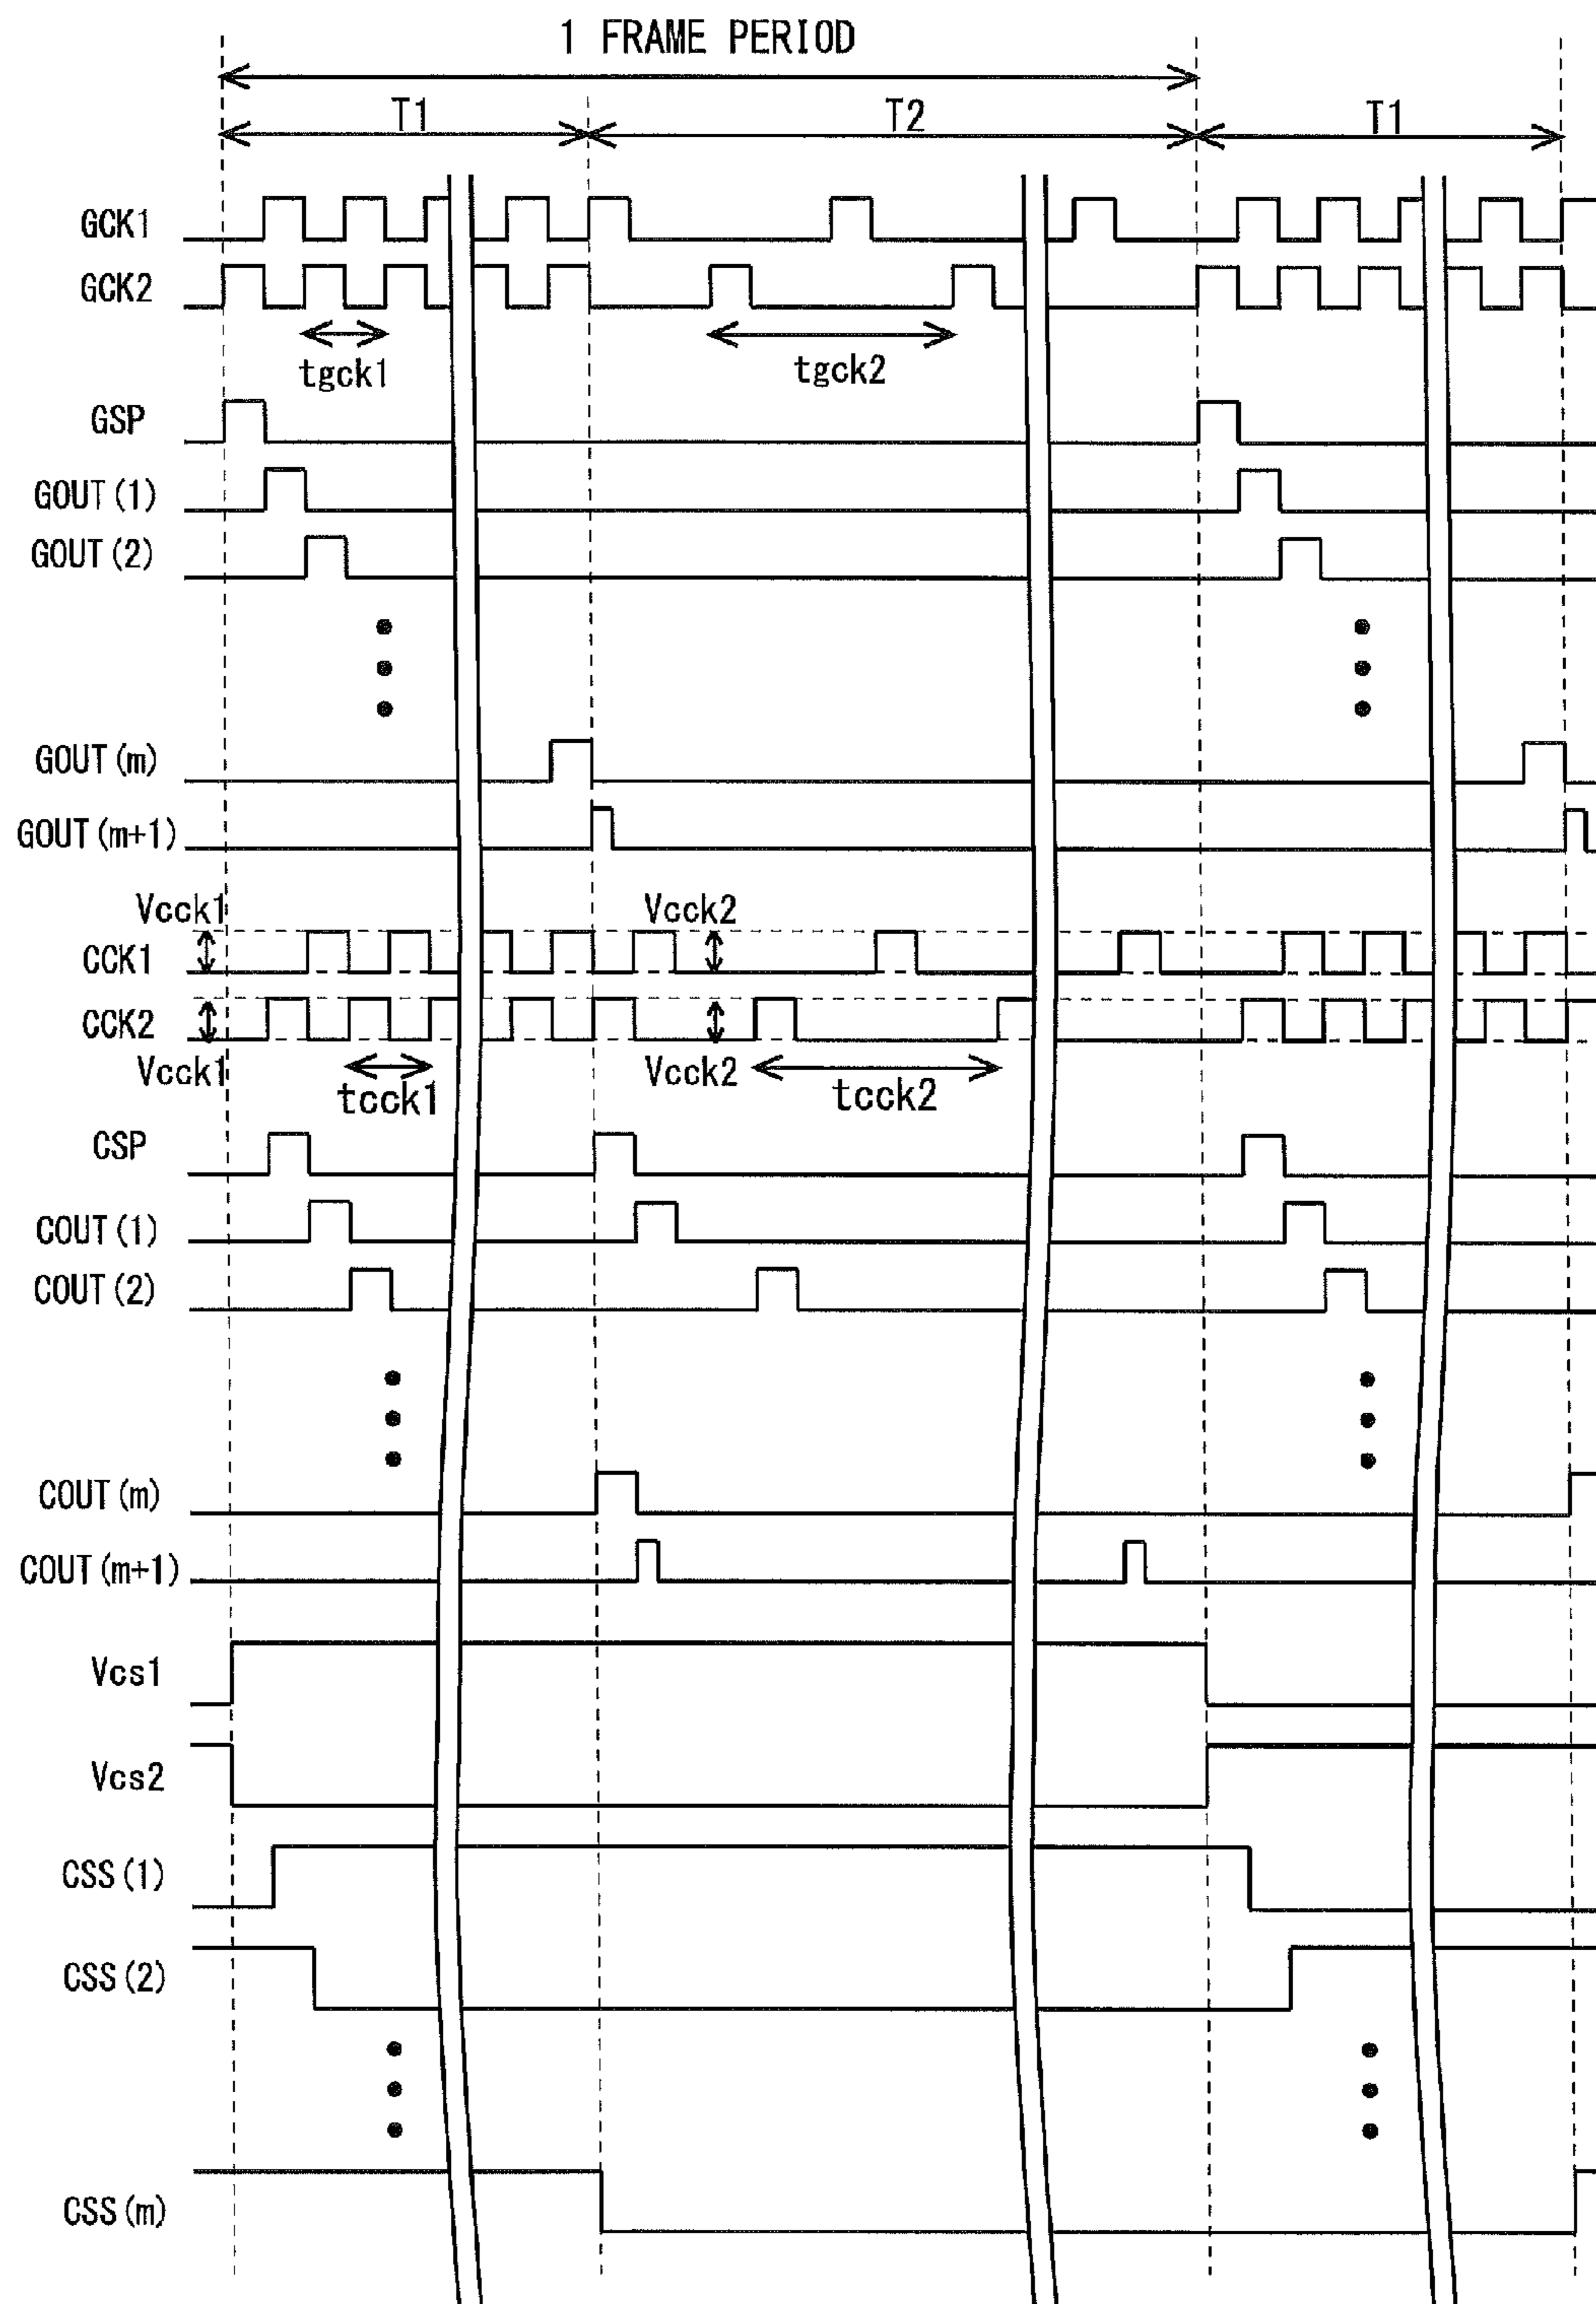 1 FRAME PERIOD
T1
T2
T1
GCK1
GCK2
tgck1
tgck2
GSP
GOUT(1)
GOUT(2)
GOUT(m)
GOUT(m+1)
Vcck1
Vcck2
CCK1
CCK2
Vcck1
Vcck2
tcck1
tcck2
CSP
COUT(1)
COUT(2)
COUT(m)
COUT(m+1)
Vcs1
Vcs2
CSS(1)
CSS(2)
CSS(m)